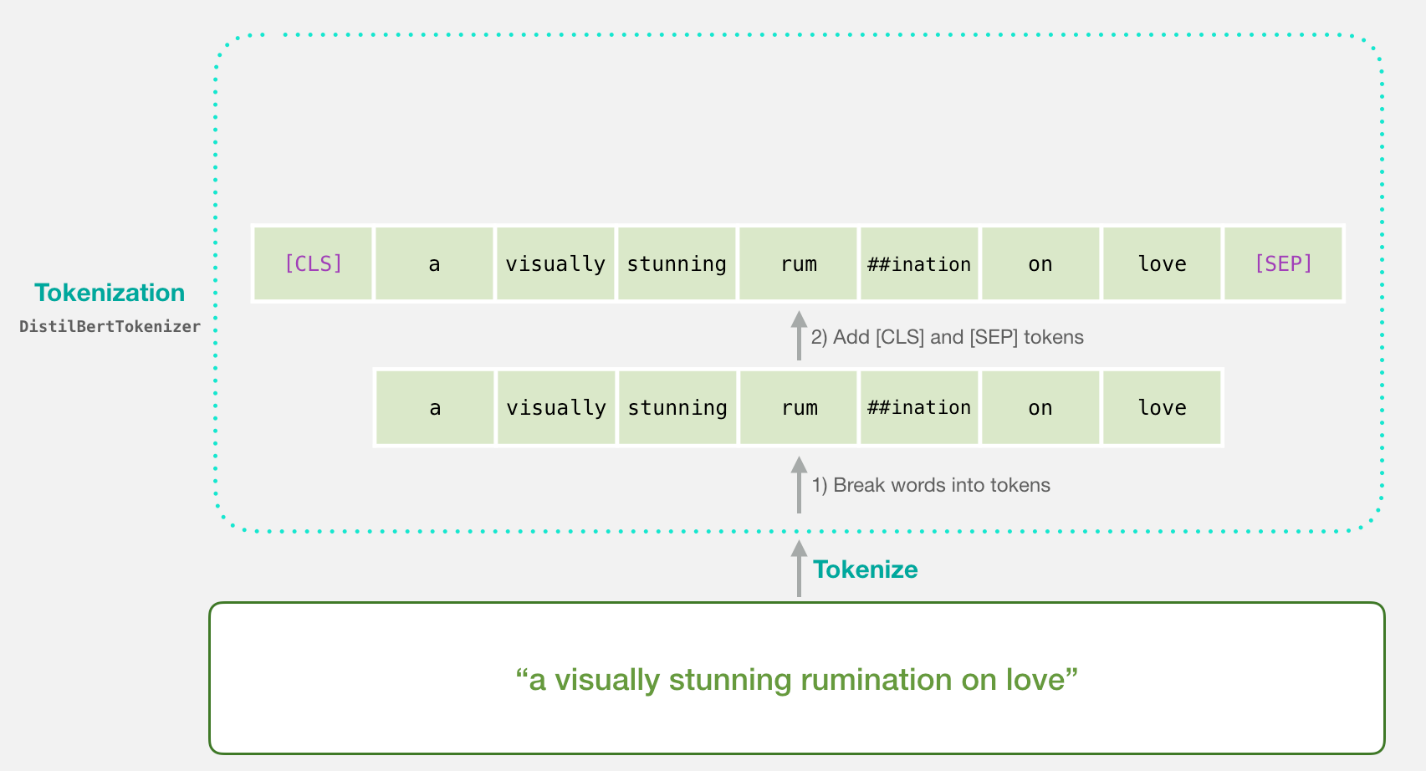 [CLS] a visually stunning rum ##ination on love [SEP]
Tokenization
DistilBertTokenizer
2) Add [CLS] and [SEP] tokens
a visually stunning rum ##ination on love
1) Break words into tokens
Tokenize
“a visually stunning rumination on love”